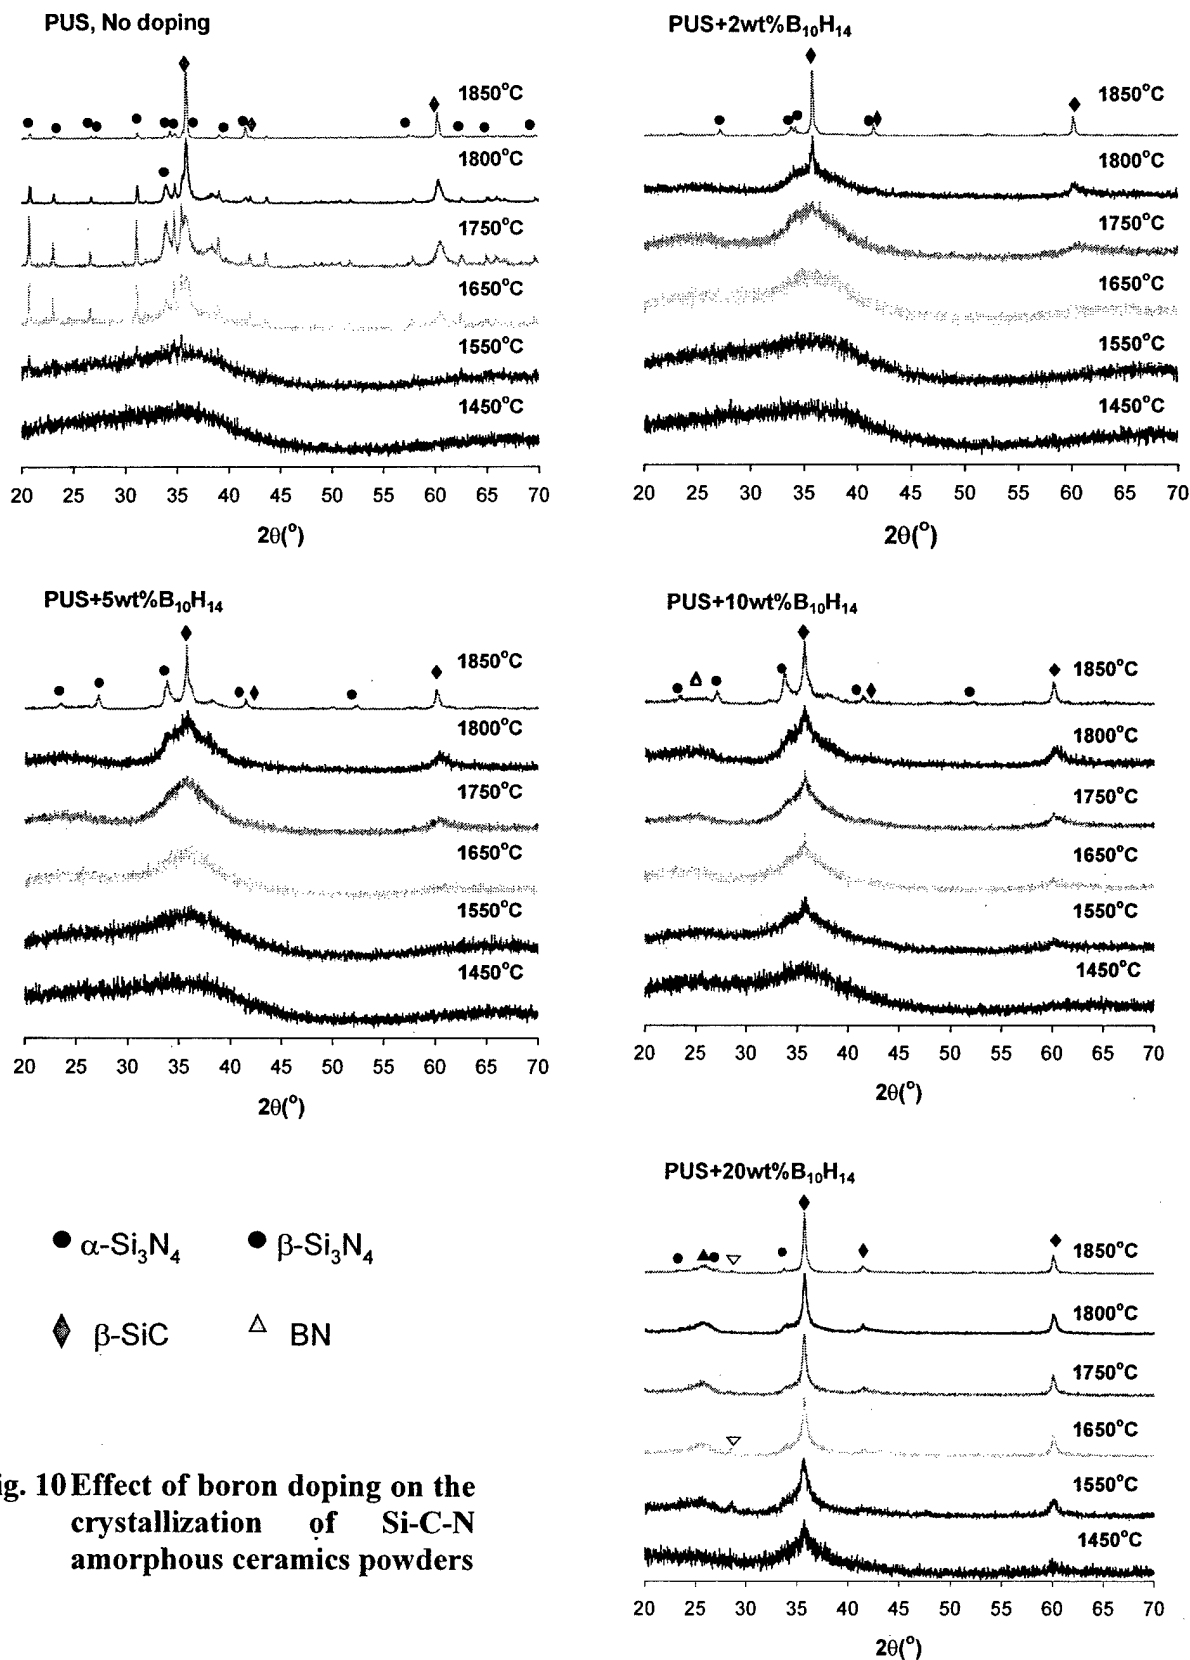 PUS, No doping
1850°C
1800°C
1750°C
1650°C
1550°C
1450°C
20 25 30 35 40 45 50 55 60 65 70
2θ(°)
PUS+2wt%B₁₀H₁₄
1850°C
1800°C
1750°C
1650°C
1550°C
1450°C
20 25 30 35 40 45 50 55 60 65 70
2θ(°)
PUS+5wt%B₁₀H₁₄
1850°C
1800°C
1750°C
1650°C
1550°C
1450°C
20 25 30 35 40 45 50 55 60 65 70
2θ(°)
PUS+10wt%B₁₀H₁₄
1850°C
1800°C
1750°C
1650°C
1550°C
1450°C
20 25 30 35 40 45 50 55 60 65 70
2θ(°)
α-Si₃N₄ β-Si₃N₄
β-SiC BN
PUS+20wt%B₁₀H₁₄
1850°C
1800°C
1750°C
1650°C
1550°C
1450°C
20 25 30 35 40 45 50 55 60 65 70
2θ(°)
ig. 10 Effect of boron doping on the
crystallization of Si-C-N
amorphous ceramics powders